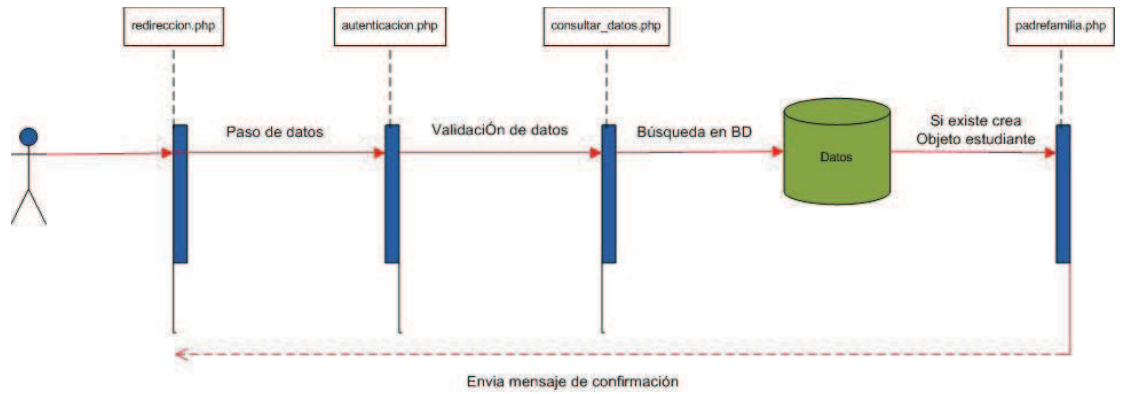 redireccion.php
autenticacion.php
consultar_datos.php
padrefamilia.php
Paso de datos
ValidaciÓn de datos
Búsqueda en BD
Datos
Si existe crea
Objeto estudiante
Envia mensaje de confirmación